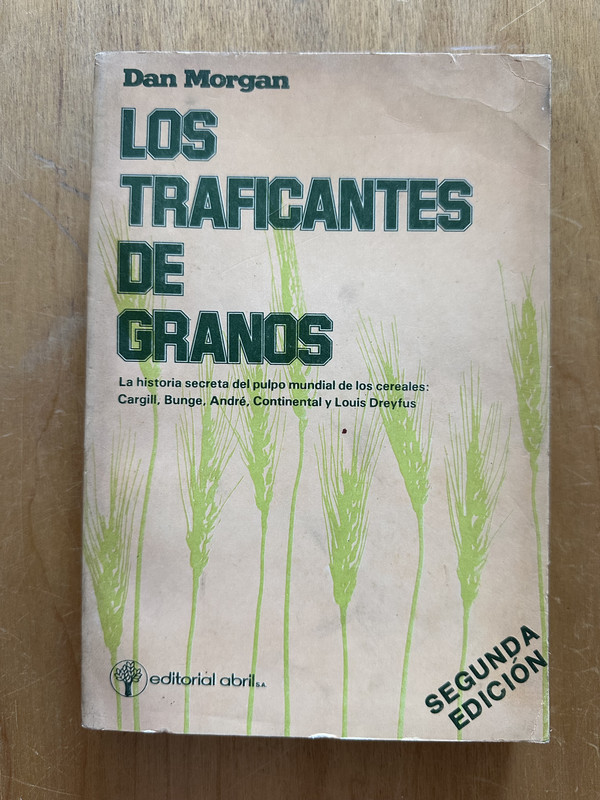 Dan Morgan
LOS
TRAFICANTES
DE
GRANOS
La historia secreta del pulpo mundial de los cereales:
Cargill, Bunge, André, Continental y Louis Dreyfus
editorial abril S.A.
SEGUNDA
EDICIÓN